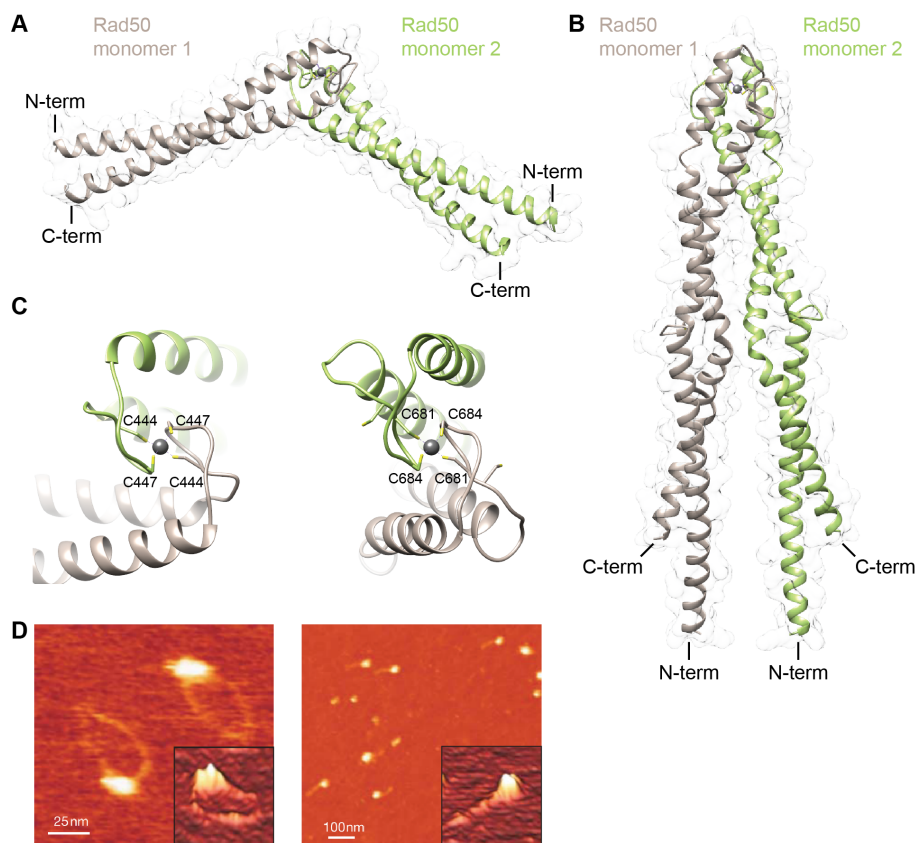 A
Rad50
monomer 1
Rad50
monomer 2
N-term
C-term
N-term
C-term
B
Rad50
monomer 1
Rad50
monomer 2
C-term
C-term
N-term
N-term
C
C444
C447
C447
C444
C681
C684
C684
C681
D
25nm
100nm